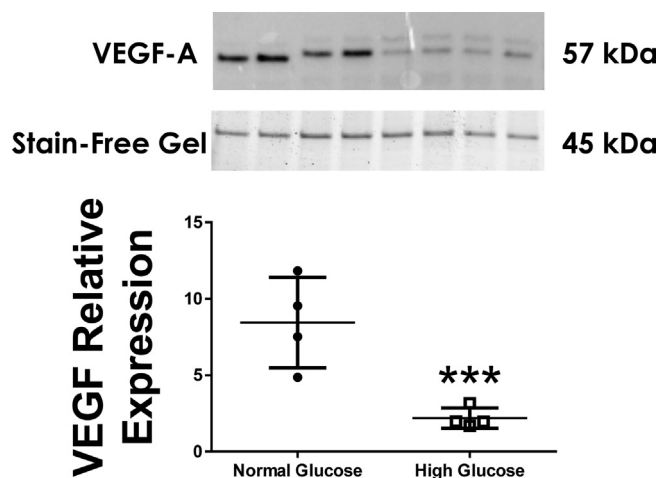 VEGF-A
57 kDa
Stain-Free Gel
45 kDa
VEGF Relative
Expression
15
10
5
0
***
Normal Glucose
High Glucose